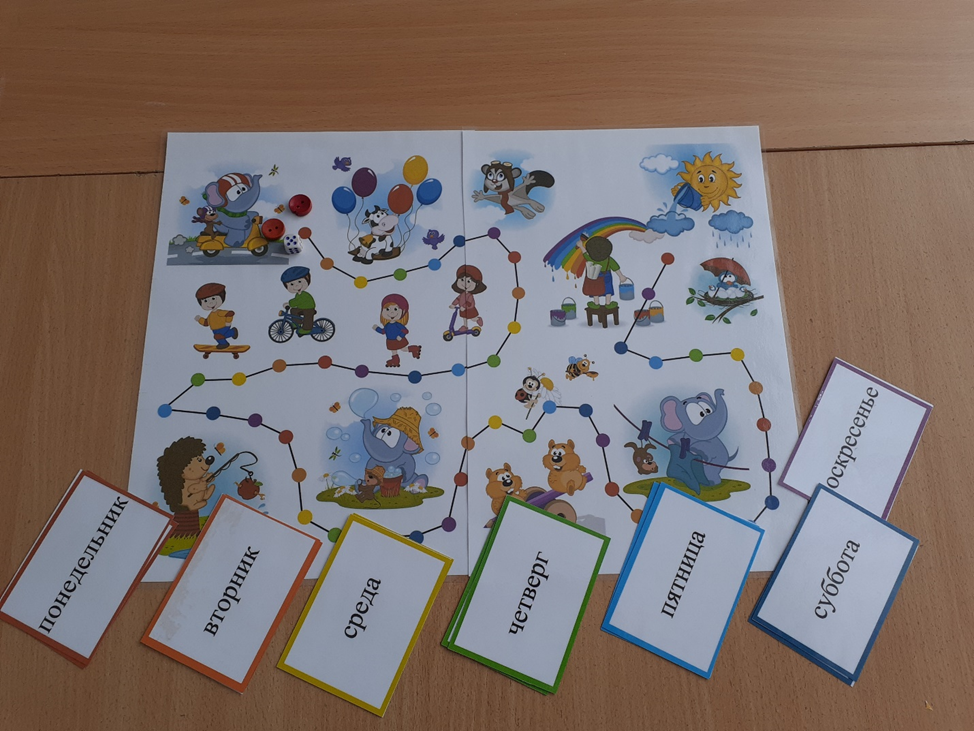 понедельник
вторник
среда
четверг
пятница
суббота
оскресенье